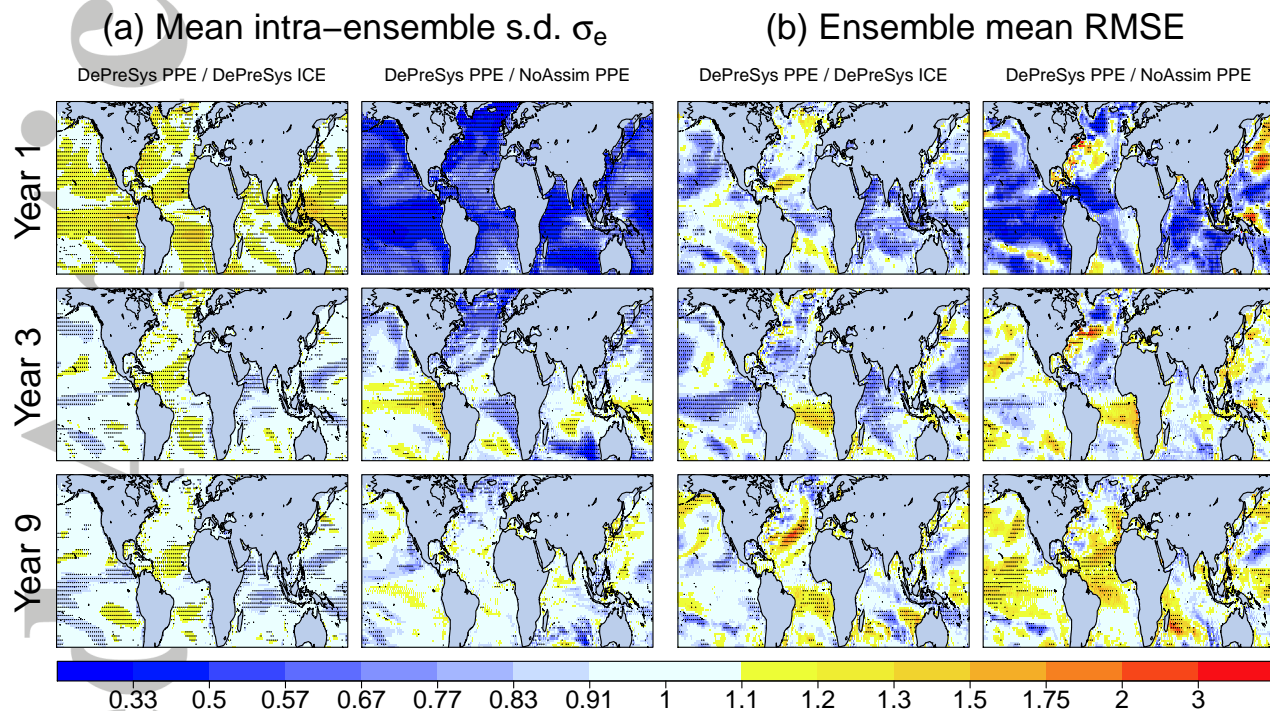 (a) Mean intra−ensemble s.d. σe
(b) Ensemble mean RMSE
DePreSys PPE / DePreSys ICE
DePreSys PPE / NoAssim PPE
DePreSys PPE / DePreSys ICE
DePreSys PPE / NoAssim PPE
Year 1
Year 3
Year 9
0.33 0.5 0.57 0.67 0.77 0.83 0.91 1 1.1 1.2 1.3 1.5 1.75 2 3